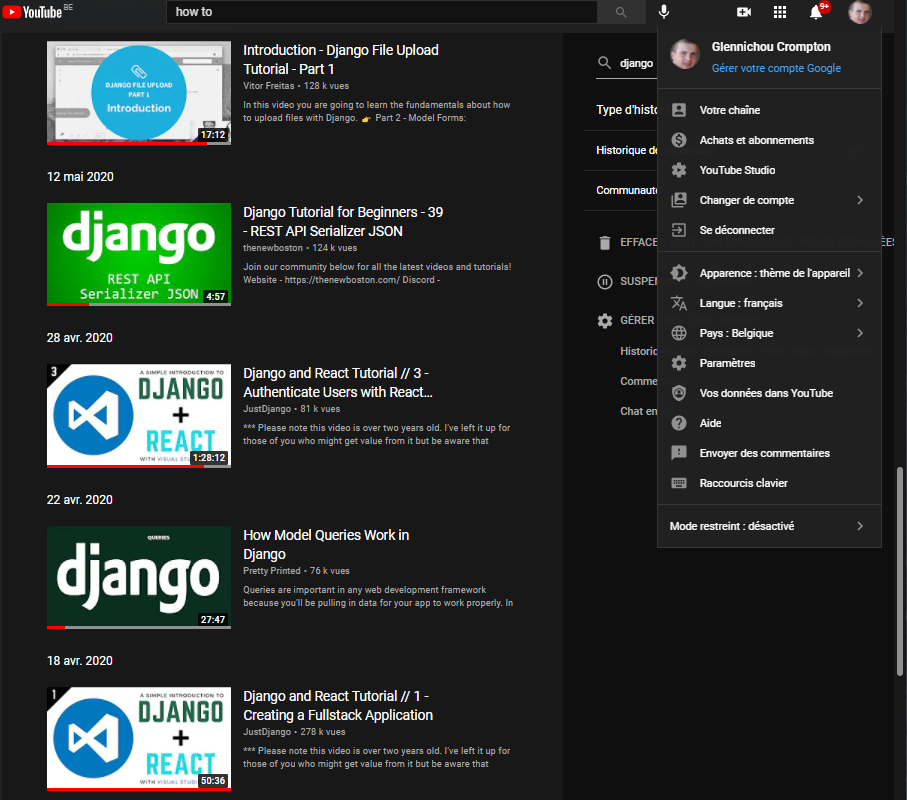 YouTube BE
how to
9+
Introduction - Django File Upload
Tutorial - Part 1
Vitor Freitas • 128 k vues
In this video you are going to learn the fundamentals about how
to upload files with Django. 👉 Part 2 - Model Forms:
DJANGO FILE UPLOAD
PART 1
Introduction
17:12
12 mai 2020
django
REST API
Serializer JSON
4:57
Django Tutorial for Beginners - 39
- REST API Serializer JSON
thenewboston • 124 k vues
Join our community below for all the latest videos and tutorials!
Website - https://thenewboston.com/ Discord -
28 avr. 2020
3
A SIMPLE INTRODUCTION TO
DJANGO
+
REACT
WITH VISUAL STUD
1:28:12
Django and React Tutorial // 3 -
Authenticate Users with React...
JustDjango • 81 k vues
*** Please note this video is over two years old. I've left it up for
those of you who might get value from it but be aware that
22 avr. 2020
QUERIES
django
27:47
How Model Queries Work in
Django
Pretty Printed • 76 k vues
Queries are important in any web development framework
because you'll be pulling in data for your app to work properly. In
18 avr. 2020
1
A SIMPLE INTRODUCTION TO
DJANGO
+
REACT
WITH VISUAL STUD
50:36
Django and React Tutorial // 1 -
Creating a Fullstack Application
JustDjango • 278 k vues
*** Please note this video is over two years old. I've left it up for
those of you who might get value from it but be aware that
django
Type d'histo
Historique de
Communauté
EFFACE
ÉES
SUSPEN
GÉRER
Historic
Comme
Chat en
Glennichou Crompton
Gérer votre compte Google
Votre chaîne
Achats et abonnements
YouTube Studio
Changer de compte
Se déconnecter
Apparence : thème de l'appareil
Langue : français
Pays : Belgique
Paramètres
Vos données dans YouTube
Aide
Envoyer des commentaires
Raccourcis clavier
Mode restreint : désactivé